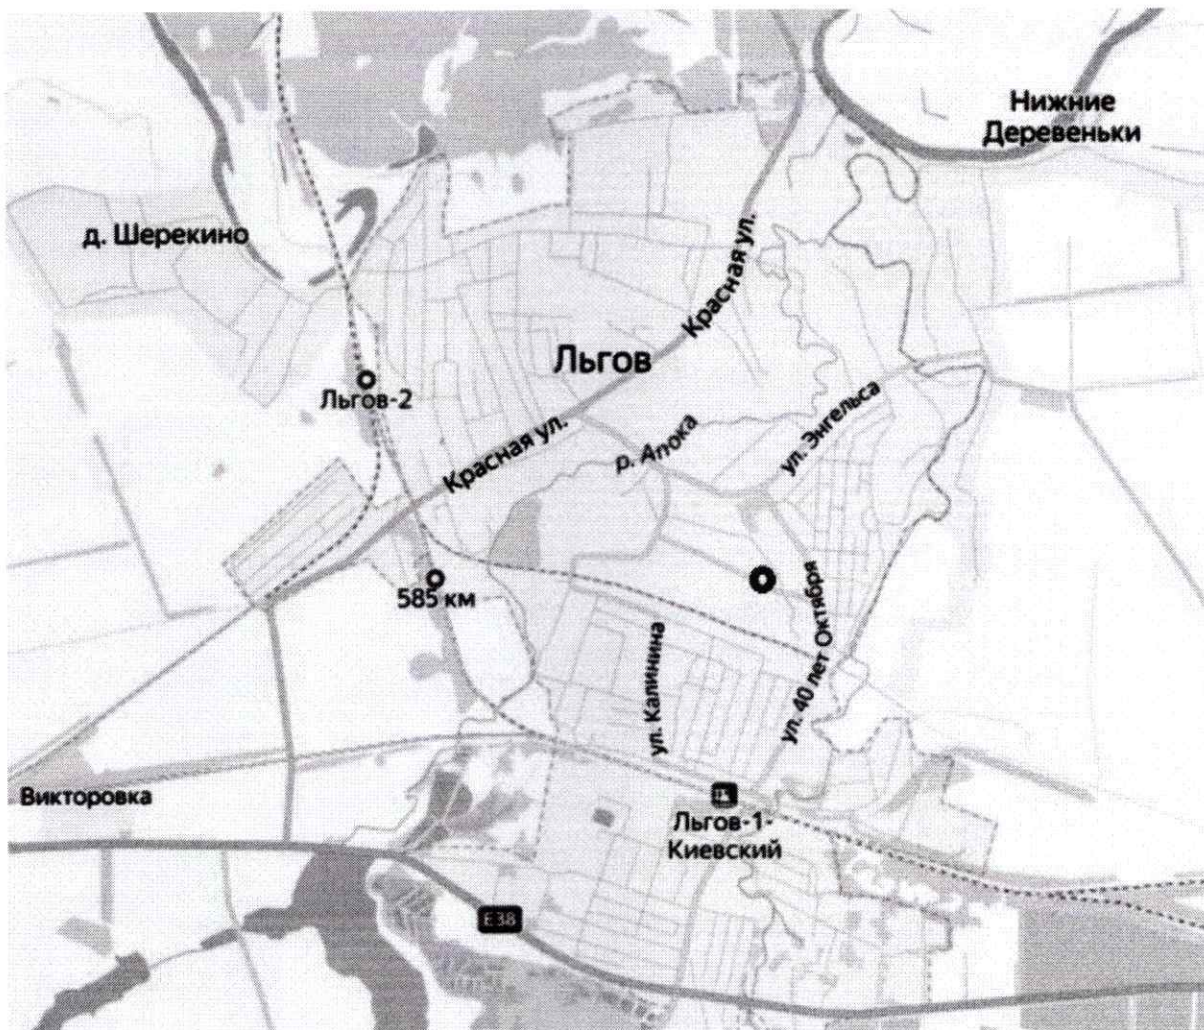 Нижние
Деревеньки
д. Шерекино
Красная ул.
Льгов
Льгов-2
ул. Энгельса
р. Апока
Красная ул.
585 км
ул. Калинина
ул. 40 лет Октября
Викторовка
Льгов-1-
Киевский
E38